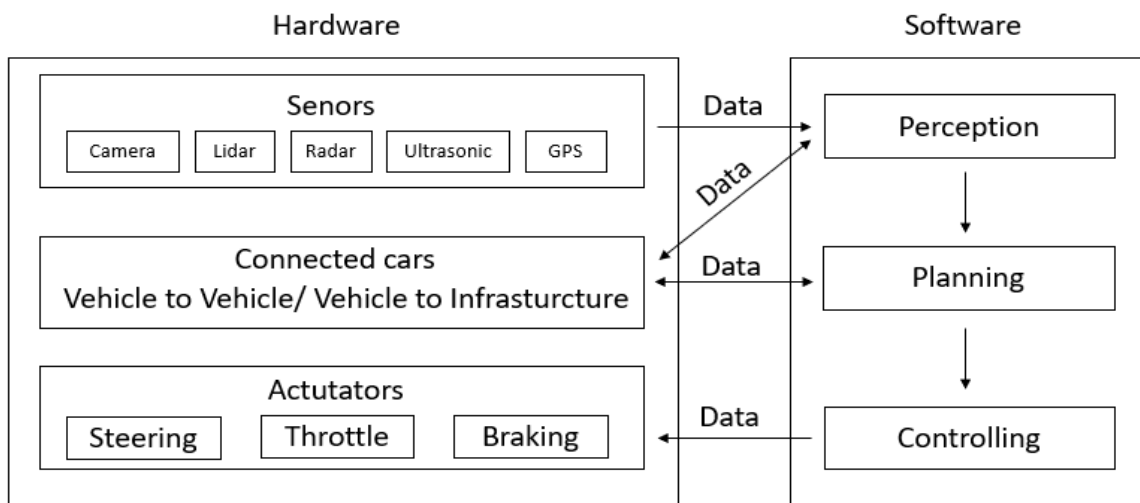 Hardware
Software
Senors
Camera
Lidar
Radar
Ultrasonic
GPS
Data
Perception
Data
Connected cars
Vehicle to Vehicle/ Vehicle to Infrasturcture
Data
Planning
Actutators
Steering
Throttle
Braking
Data
Controlling